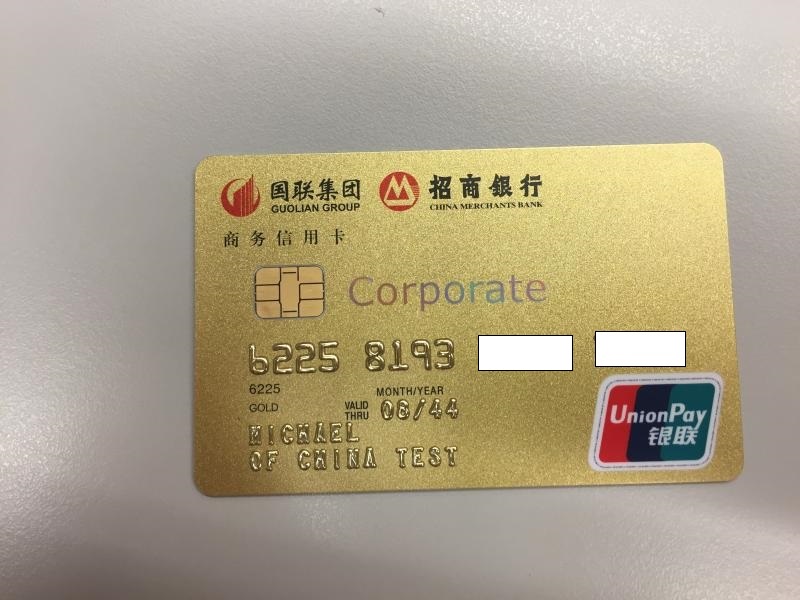 国联集团 招商银行
GUOLIAN GROUP CHINA MERCHANTS BANK
商务信用卡
Corporate
6225 8193
6225 MONTH/YEAR
GOLD VALID THRU 08/44
MICHAEL
OF CHINA TEST
UnionPay
银联